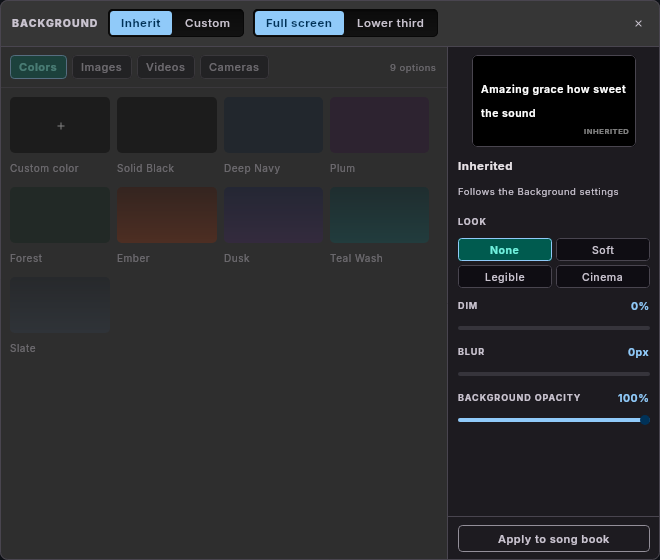 BACKGROUND Inherit Custom Full screen Lower third ×
Colors Images Videos Cameras 9 options
+
Custom color Solid Black Deep Navy Plum
Forest Ember Dusk Teal Wash
Slate
Amazing grace how sweet
the sound
INHERITED
Inherited
Follows the Background settings
LOOK
None Soft
Legible Cinema
DIM 0%
BLUR 0px
BACKGROUND OPACITY 100%
Apply to song book